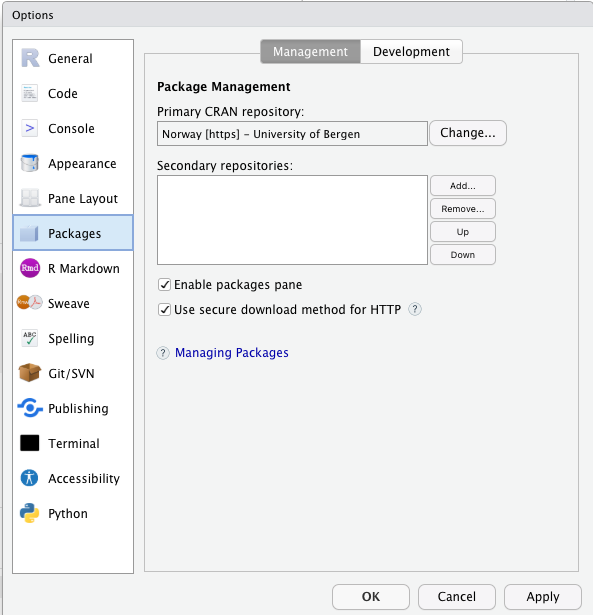 Options
General
Code
Console
Appearance
Pane Layout
Packages
Rmd
R Markdown
Sweave
ABC
Spelling
Git/SVN
Publishing
Terminal
Accessibility
Python
Management
Development
Package Management
Primary CRAN repository:
Norway [https] – University of Bergen
Change...
Secondary repositories:
Add...
Remove...
Up
Down
Enable packages pane
Use secure download method for HTTP ?
? Managing Packages
OK
Cancel
Apply